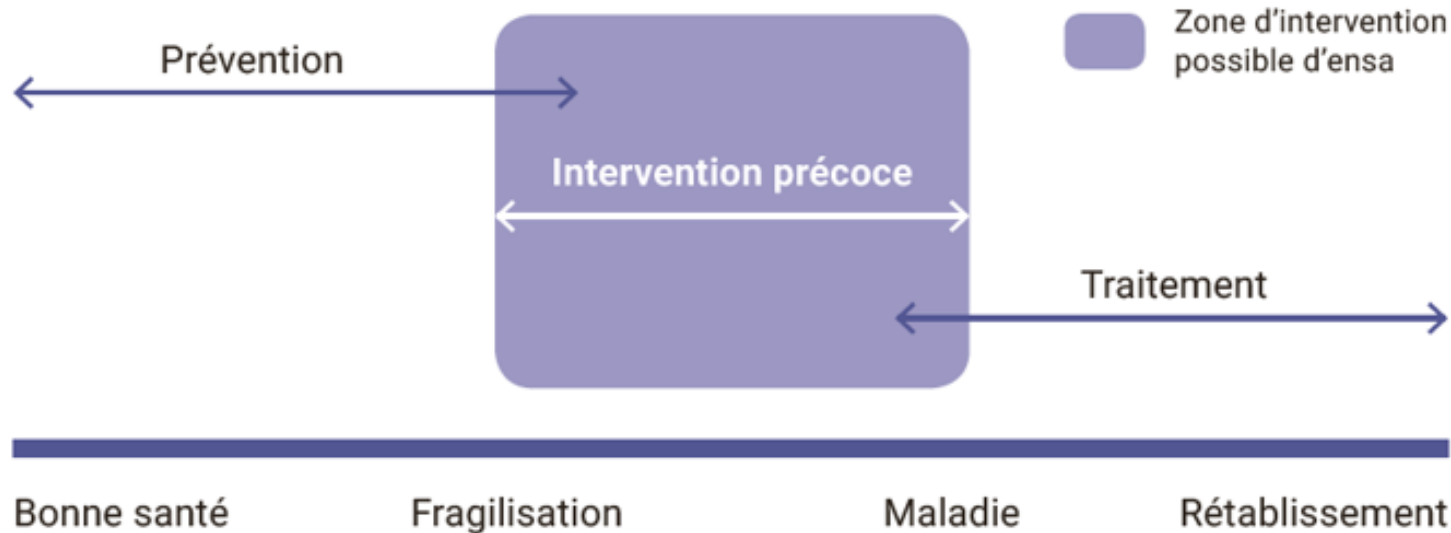 Prévention
Zone d'intervention
possible d'ensa
Intervention précoce
Traitement
Bonne santé
Fragilisation
Maladie
Rétablissement